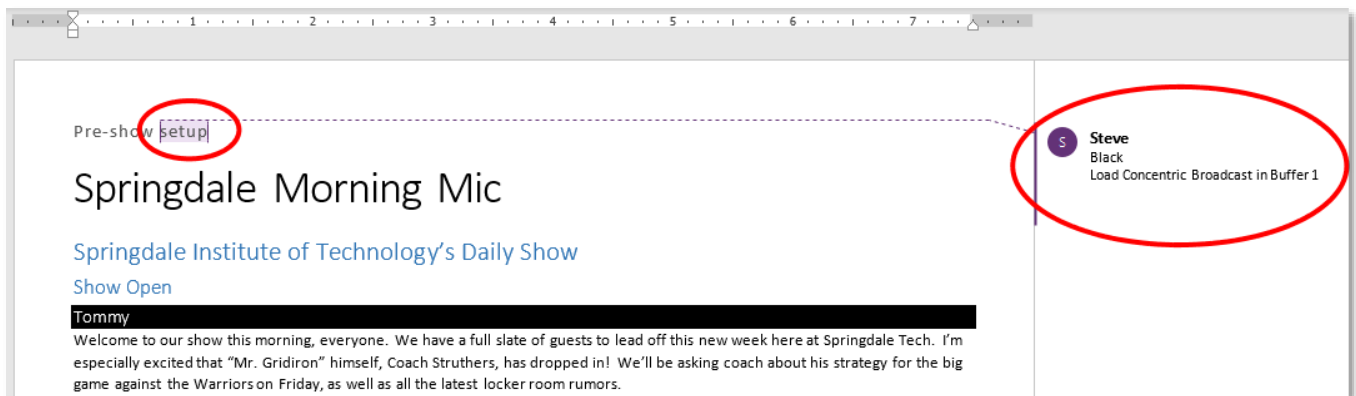 1 2 3 4 5 6 7
Pre-show setup
Springdale Morning Mic
Springdale Institute of Technology’s Daily Show
Show Open
Tommy
Welcome to our show this morning, everyone. We have a full slate of guests to lead off this new week here at Springdale Tech. I’m
especially excited that “Mr. Gridiron” himself, Coach Struthers, has dropped in! We’ll be asking coach about his strategy for the big
game against the Warriors on Friday, as well as all the latest locker room rumors.
S
Steve
Black
Load Concentric Broadcast in Buffer 1